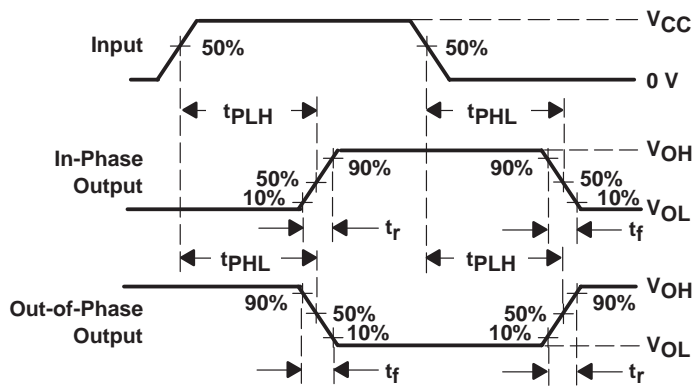 VCC
Input
50%
50%
0 V
tPLH
tPHL
In-Phase
Output
VOH
90%
90%
50%
50%
10%
10%
VOL
tr
tf
tPHL
tPLH
Out-of-Phase
Output
VOH
90%
90%
50%
50%
10%
10%
VOL
tf
tr